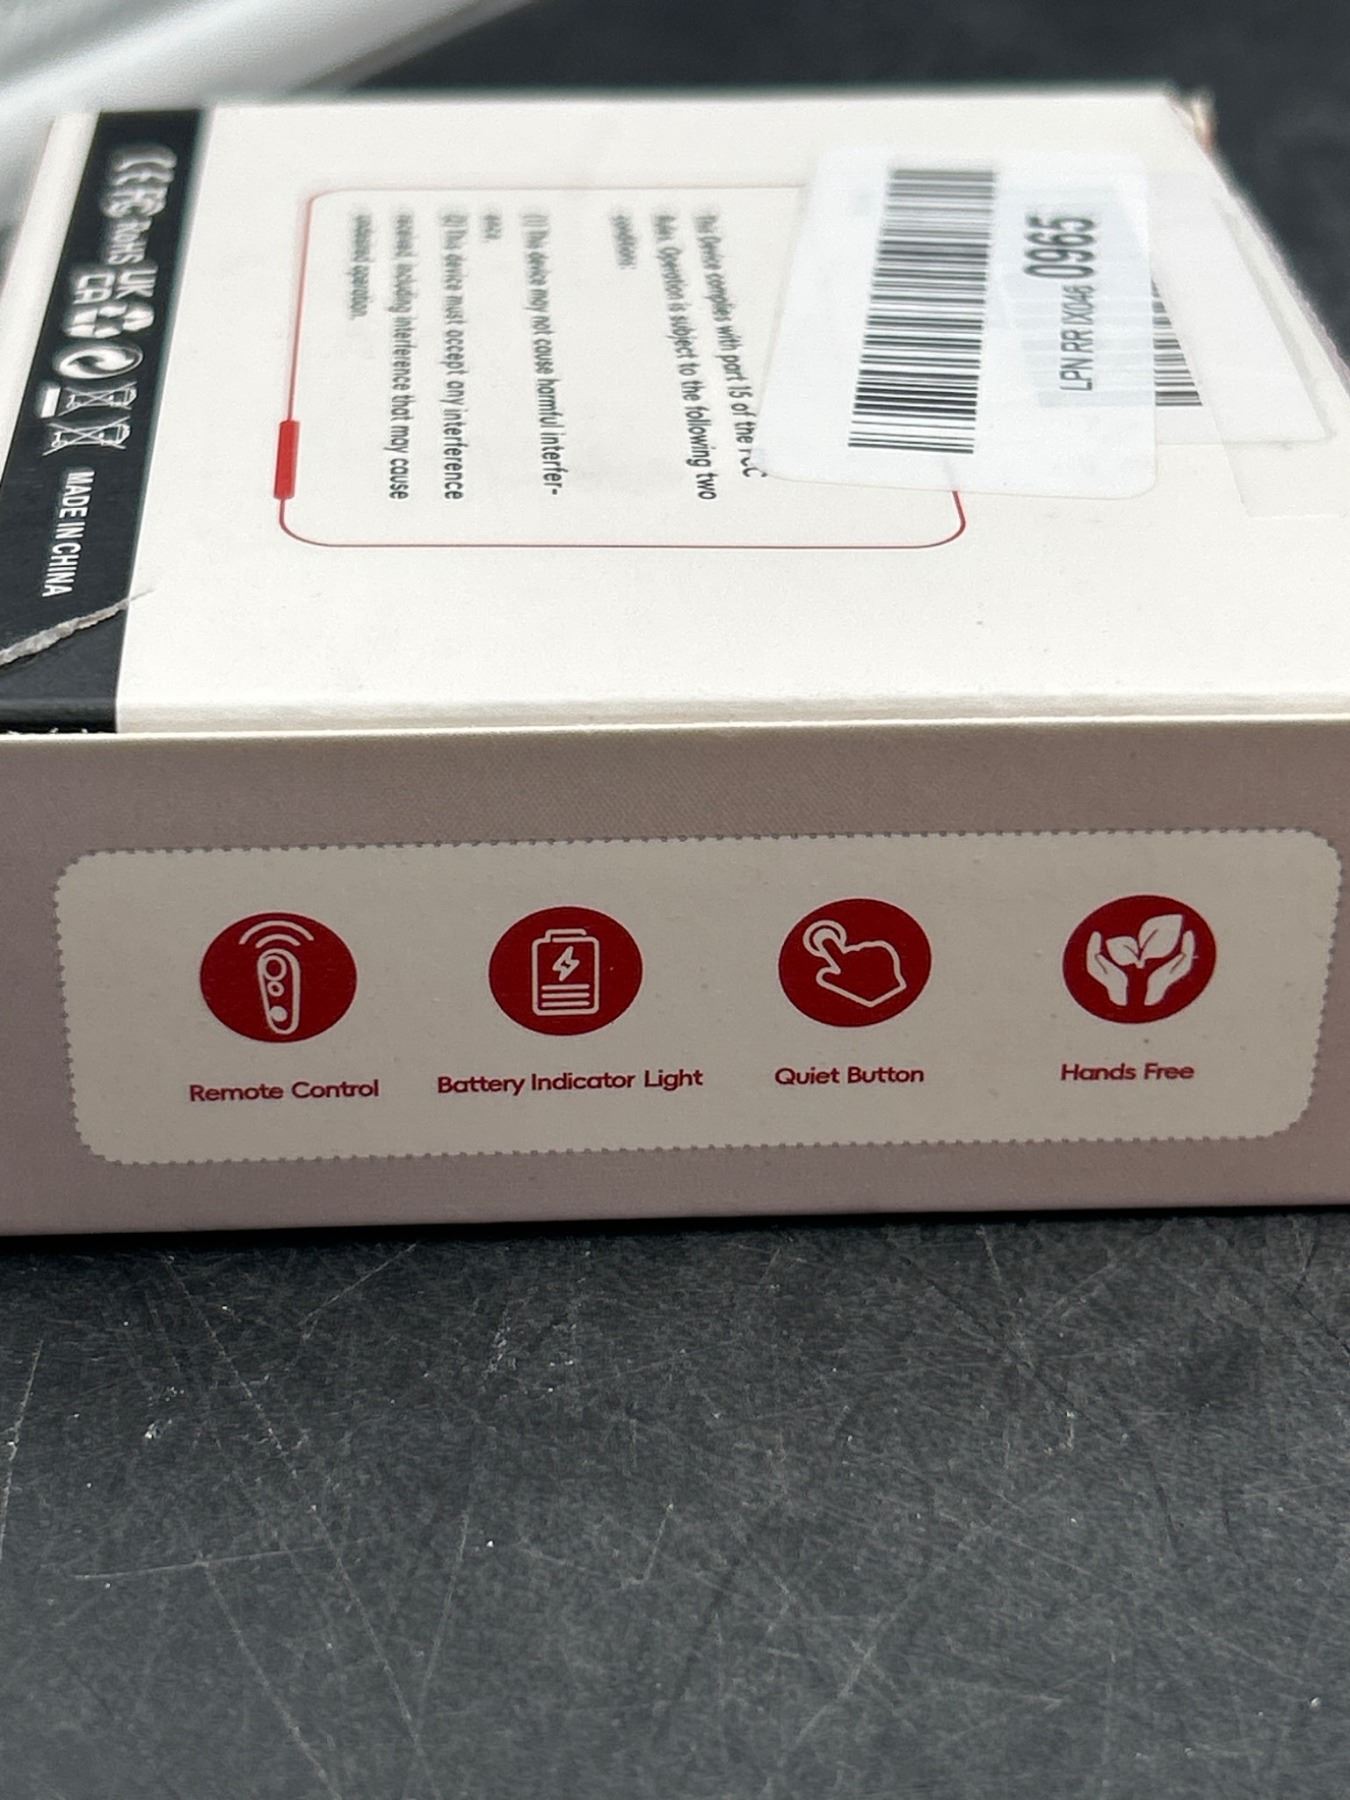 CE FC RoHS UK
CA
MADE IN CHINA
This Device complies with part 15 of the FCC
Rules. Operation is subject to the following two
conditions:
(1) This device may not cause harmful interfer-
ence.
(2) This device must accept any interference
received, including interference that may cause
undesired operation.
LPN RR X046 0965
Remote Control
Battery Indicator Light
Quiet Button
Hands Free